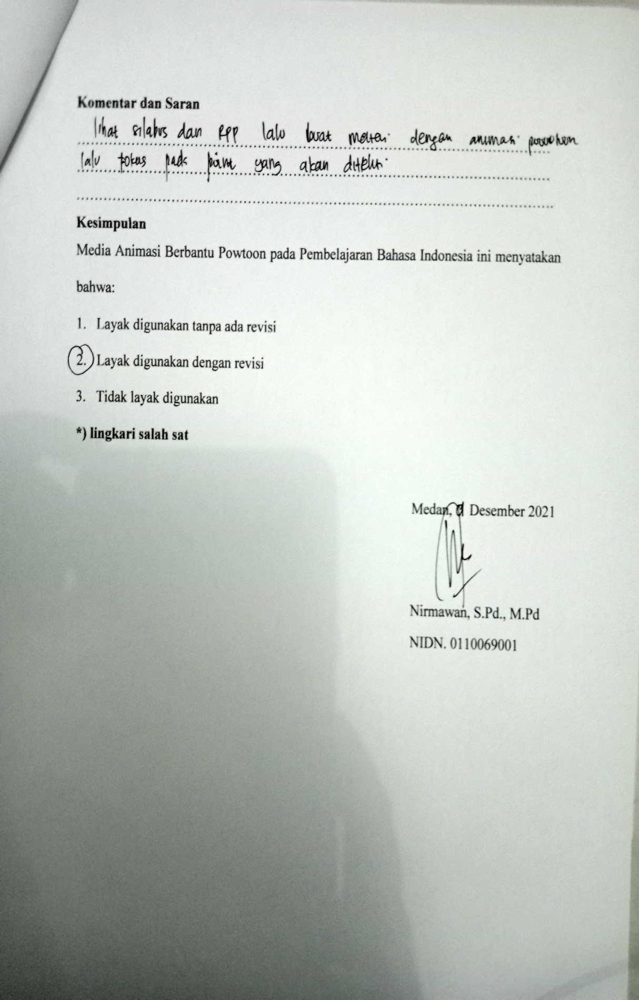 Komentar dan Saran
lihat silabus dan RPP lalu buat materi dengan animasi powtoon
lalu fokus pada point yang akan diteliti
Kesimpulan
Media Animasi Berbantu Powtoon pada Pembelajaran Bahasa Indonesia ini menyatakan
bahwa:
1. Layak digunakan tanpa ada revisi
2. Layak digunakan dengan revisi
3. Tidak layak digunakan
*) lingkari salah sat
Medan, Desember 2021
Nirmawan, S.Pd., M.Pd
NIDN. 0110069001